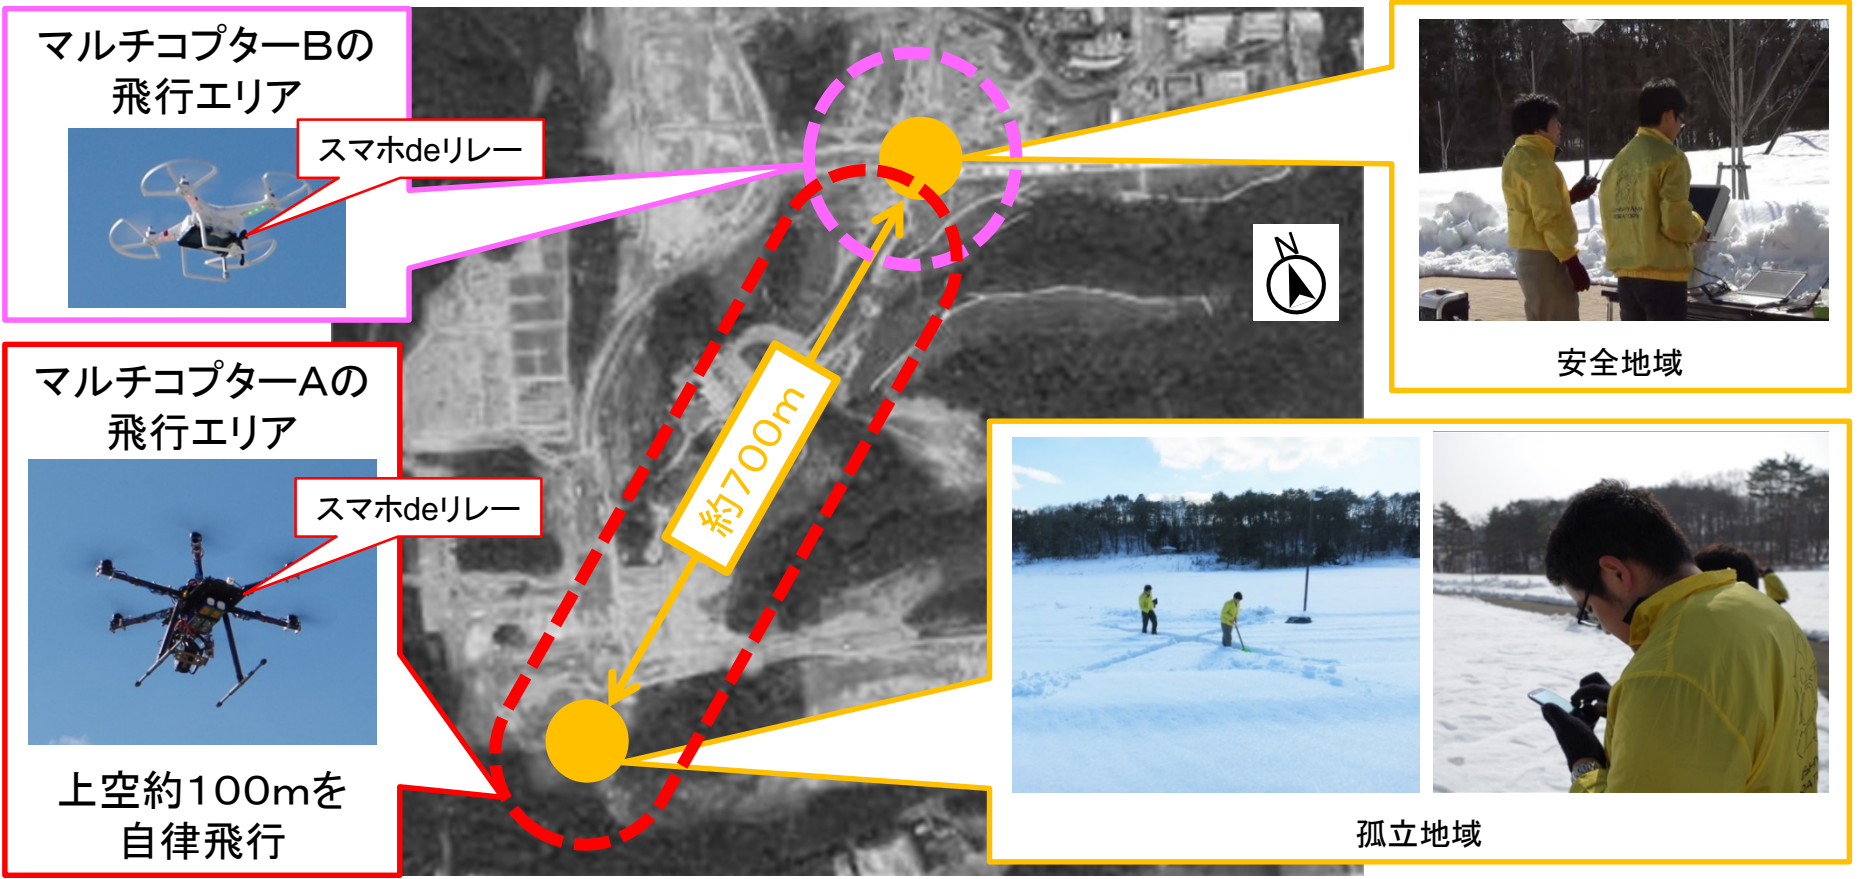 マルチコプターBの
飛行エリア
スマホdeリレー
マルチコプターAの
飛行エリア
スマホdeリレー
上空約100mを
自律飛行
約700m
N
安全地域
孤立地域